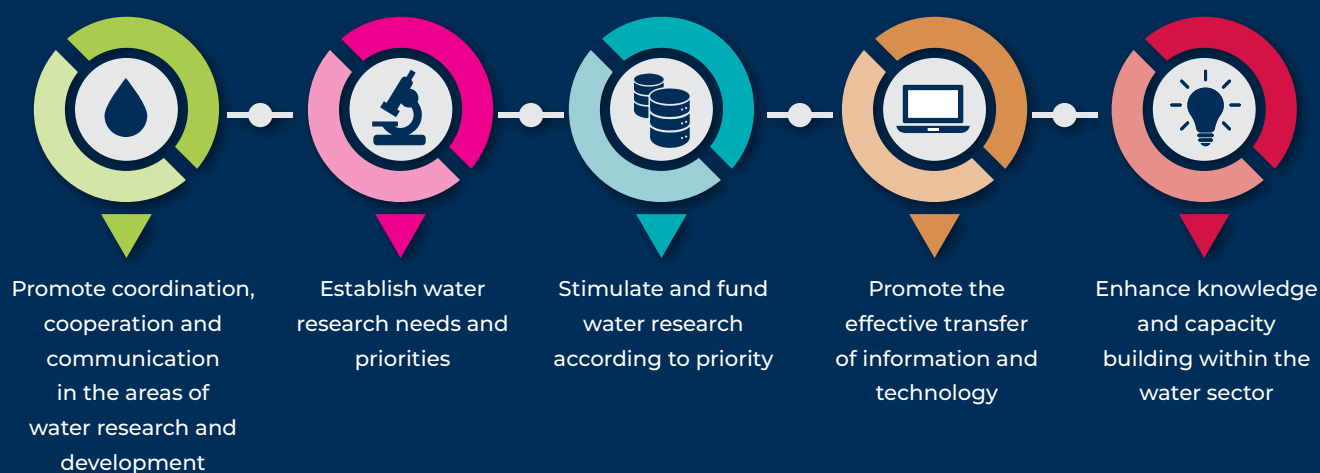 Promote coordination,
cooperation and
communication
in the areas of
water research and
development
Establish water
research needs and
priorities
Stimulate and fund
water research
according to priority
Promote the
effective transfer
of information and
technology
Enhance knowledge
and capacity
building within the
water sector